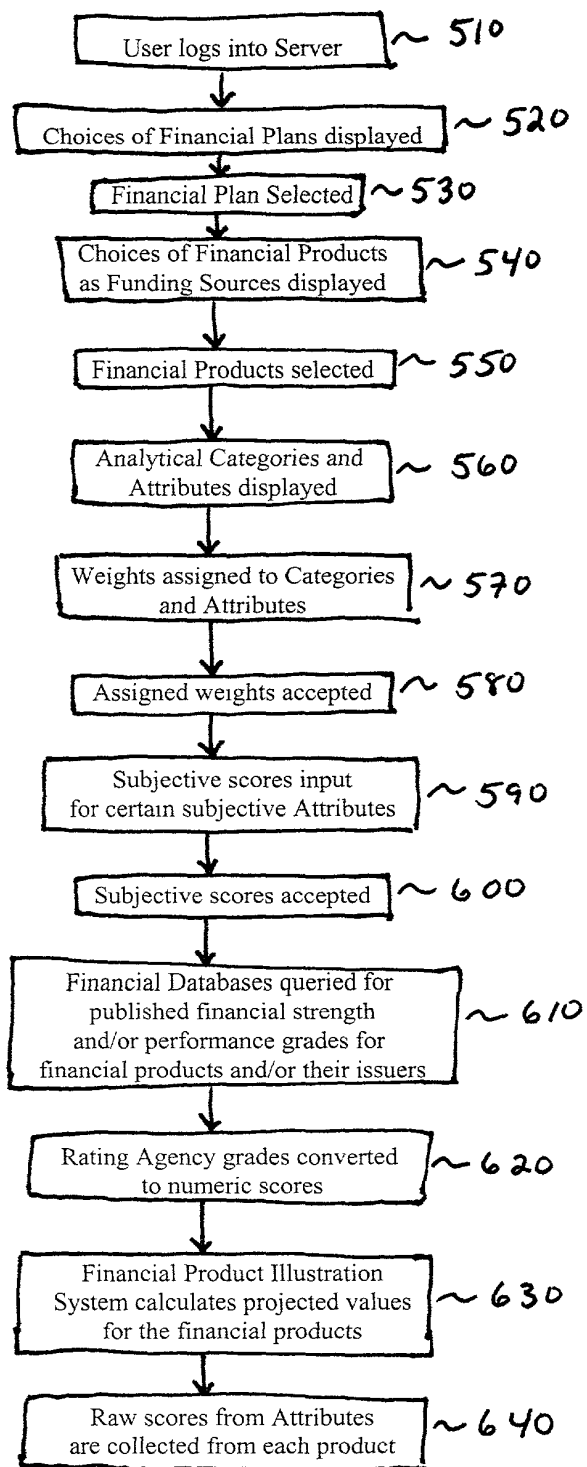 User logs into Server ~ 510
Choices of Financial Plans displayed ~ 520
Financial Plan Selected ~ 530
Choices of Financial Products
as Funding Sources displayed ~ 540
Financial Products selected ~ 550
Analytical Categories and
Attributes displayed ~ 560
Weights assigned to Categories
and Attributes ~ 570
Assigned weights accepted ~ 580
Subjective scores input
for certain subjective Attributes ~ 590
Subjective scores accepted ~ 600
Financial Databases queried for
published financial strength
and/or performance grades for
financial products and/or their issuers ~ 610
Rating Agency grades converted
to numeric scores ~ 620
Financial Product Illustration
System calculates projected values
for the financial products ~ 630
Raw scores from Attributes
are collected from each product ~ 640